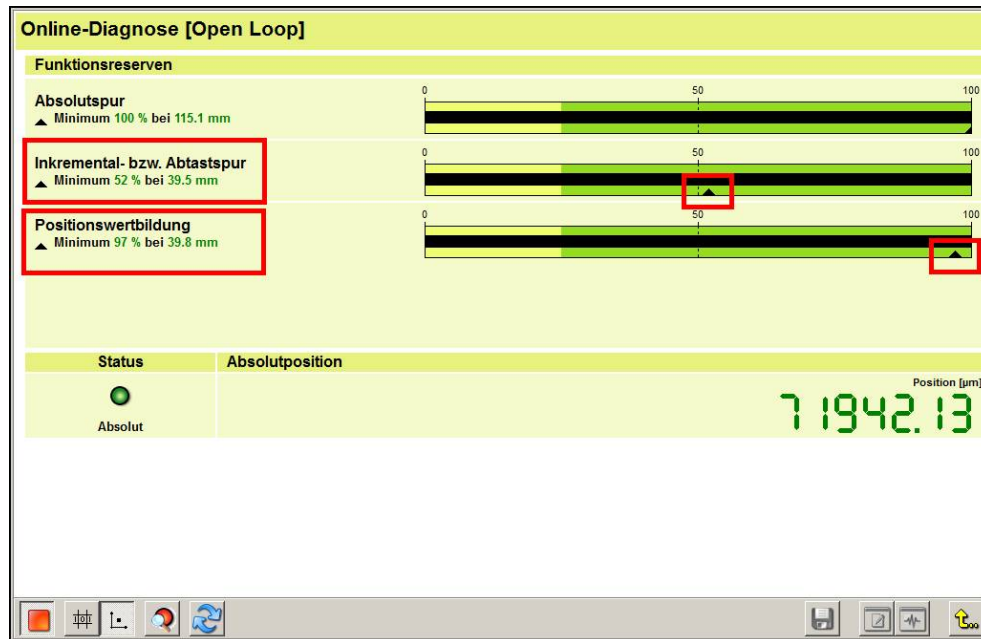 Online-Diagnose [Open Loop]
Funktionsreserven
Absolutspur
Minimum 100 % bei 115.1 mm
0 50 100
Inkremental- bzw. Abtastspur
Minimum 52 % bei 39.5 mm
0 50 100
Positionswertbildung
Minimum 97 % bei 39.8 mm
0 50 100
Status Absolutposition
Position [µm]
71942.13
Absolut